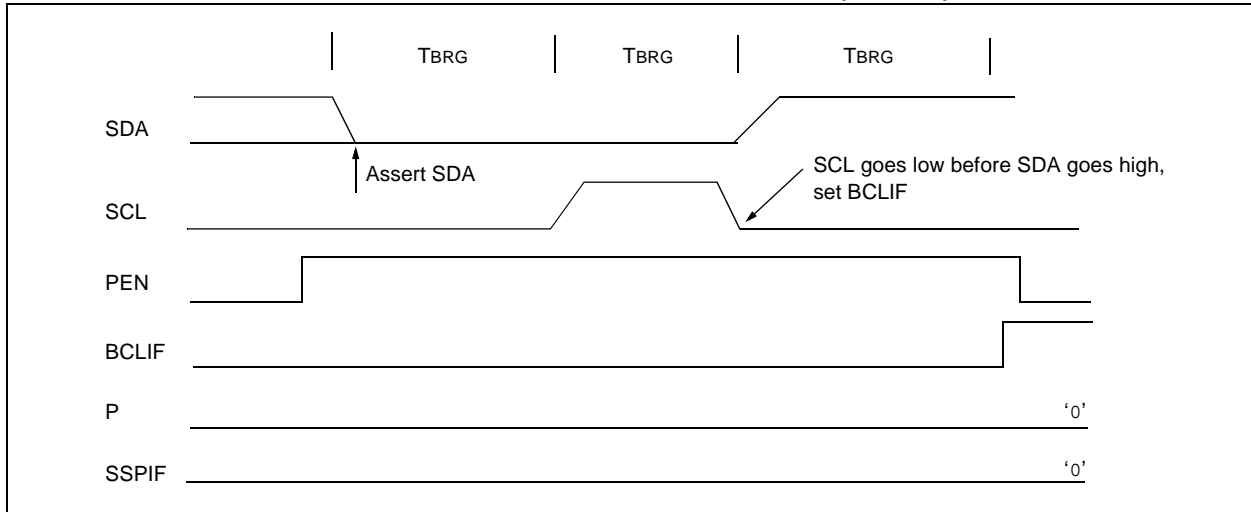 TBRG TBRG TBRG
SDA
Assert SDA
SCL goes low before SDA goes high,
set BCLIF
SCL
PEN
BCLIF
P ‘0’
SSPIF ‘0’